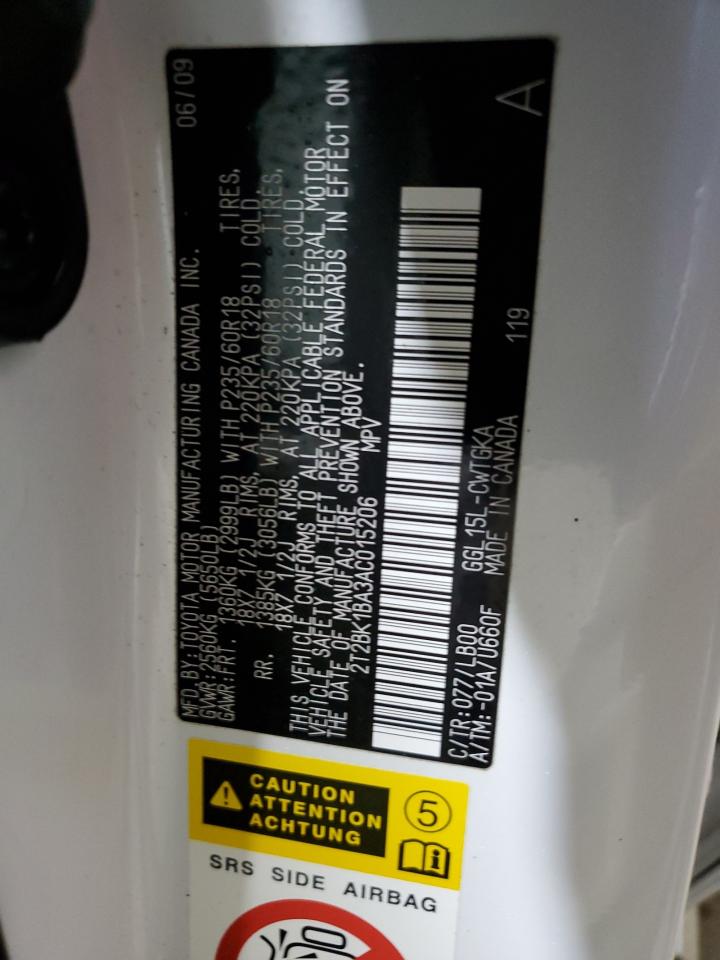 MFD. BY: TOYOTA MOTOR MANUFACTURING CANADA INC. 06/09
GVWR: 2560KG (5650LB)
GAWR: FRT. 1360KG (2999LB) WITH P235/60R18 TIRES,
18X7 1/2J RIMS, AT 220KPA (32PSI) COLD.
RR. 1385KG (3056LB) WITH P235/60R18 TIRES,
18X7 1/2J RIMS, AT 220KPA (32PSI) COLD.
THIS VEHICLE CONFORMS TO ALL APPLICABLE FEDERAL MOTOR
VEHICLE SAFETY AND THEFT PREVENTION STANDARDS IN EFFECT ON
THE DATE OF MANUFACTURE SHOWN ABOVE.
2T2BK1BA3AC015206 MPV
C/TR: 077/LB00 GGL15L-CWTGKA 119 A
A/TM: -01A/U660F MADE IN CANADA
CAUTION
ATTENTION
ACHTUNG
5
SRS SIDE AIRBAG